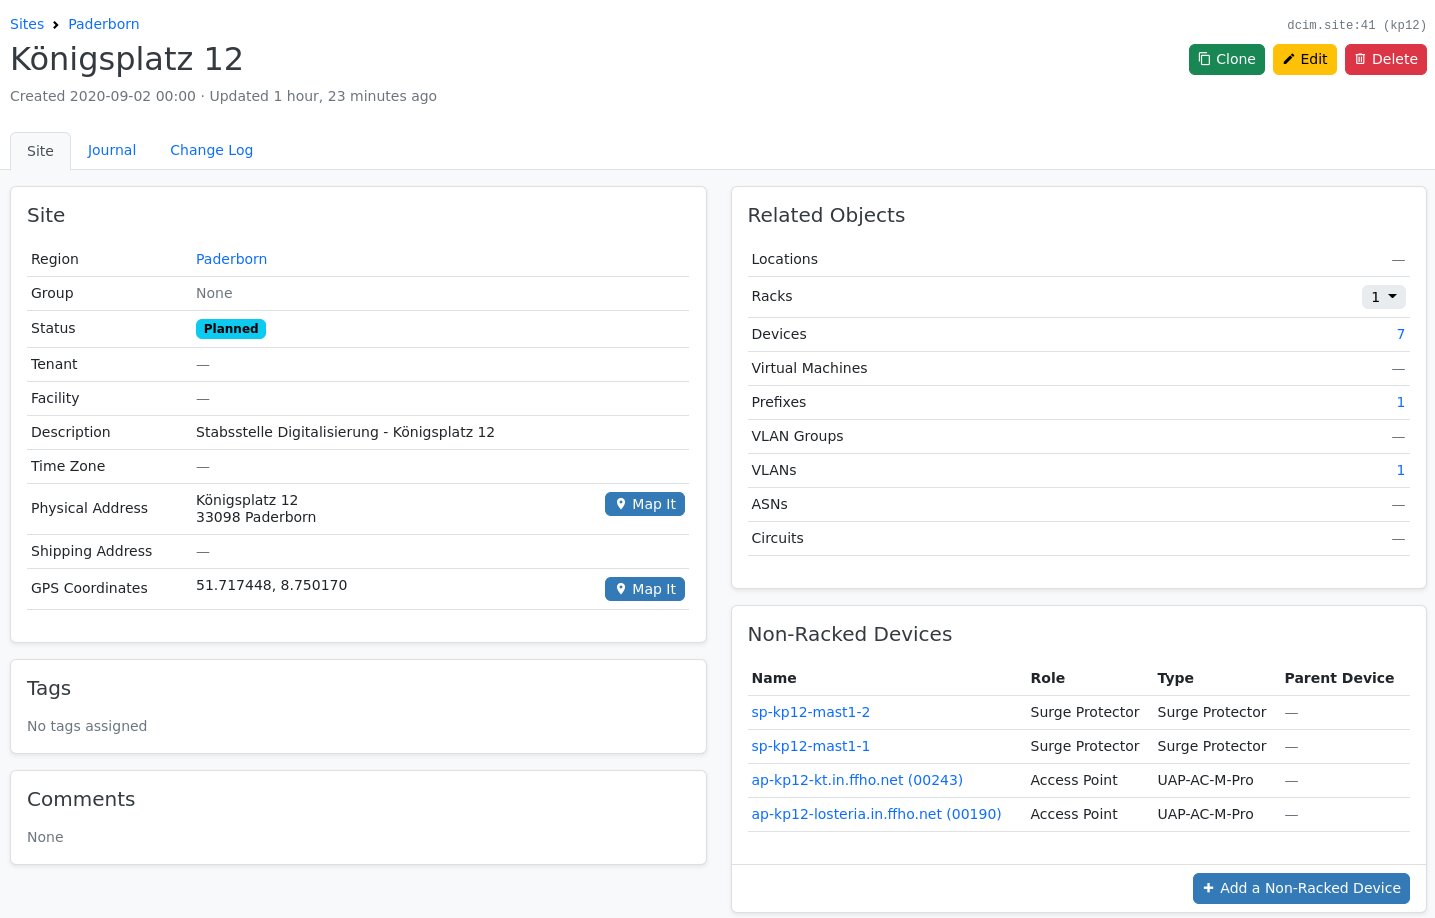 Sites > Paderborn
dcim.site:41 (kp12)
Königsplatz 12
Clone Edit Delete
Created 2020-09-02 00:00 · Updated 1 hour, 23 minutes ago
Site Journal Change Log
Site
Region Paderborn
Group None
Status Planned
Tenant —
Facility —
Description Stabsstelle Digitalisierung - Königsplatz 12
Time Zone —
Physical Address Königsplatz 12
33098 Paderborn
Map It
Shipping Address —
GPS Coordinates 51.717448, 8.750170 Map It
Tags
No tags assigned
Comments
None
Related Objects
Locations —
Racks 1
Devices 7
Virtual Machines —
Prefixes 1
VLAN Groups —
VLANs 1
ASNs —
Circuits —
Non-Racked Devices
Name Role Type Parent Device
sp-kp12-mast1-2 Surge Protector Surge Protector —
sp-kp12-mast1-1 Surge Protector Surge Protector —
ap-kp12-kt.in.ffho.net (00243) Access Point UAP-AC-M-Pro —
ap-kp12-losteria.in.ffho.net (00190) Access Point UAP-AC-M-Pro —
+ Add a Non-Racked Device